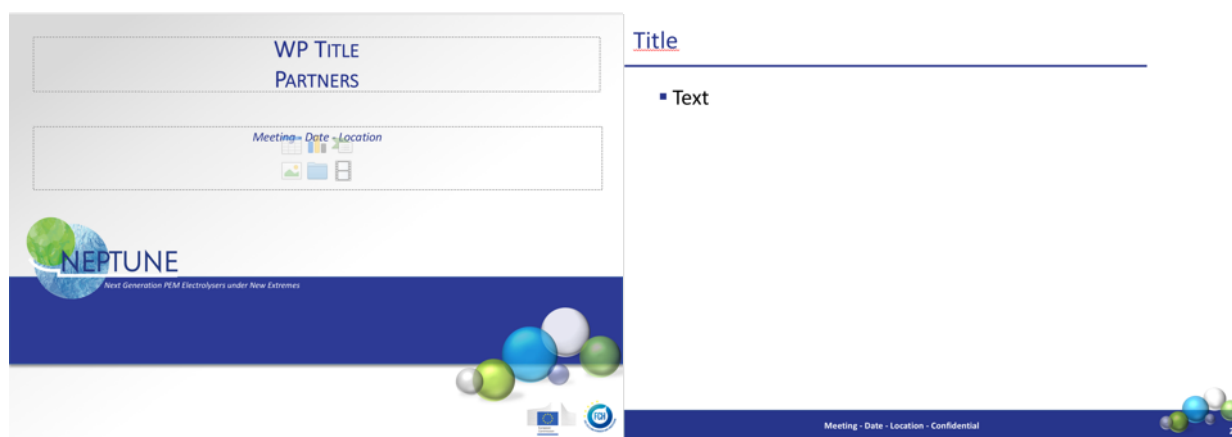 WP TITLE
PARTNERS
Meeting - Date - Location
NEPTUNE
Next Generation PEM Electrolysers under New Extremes
FCH
Title
Text
Meeting - Date - Location - Confidential